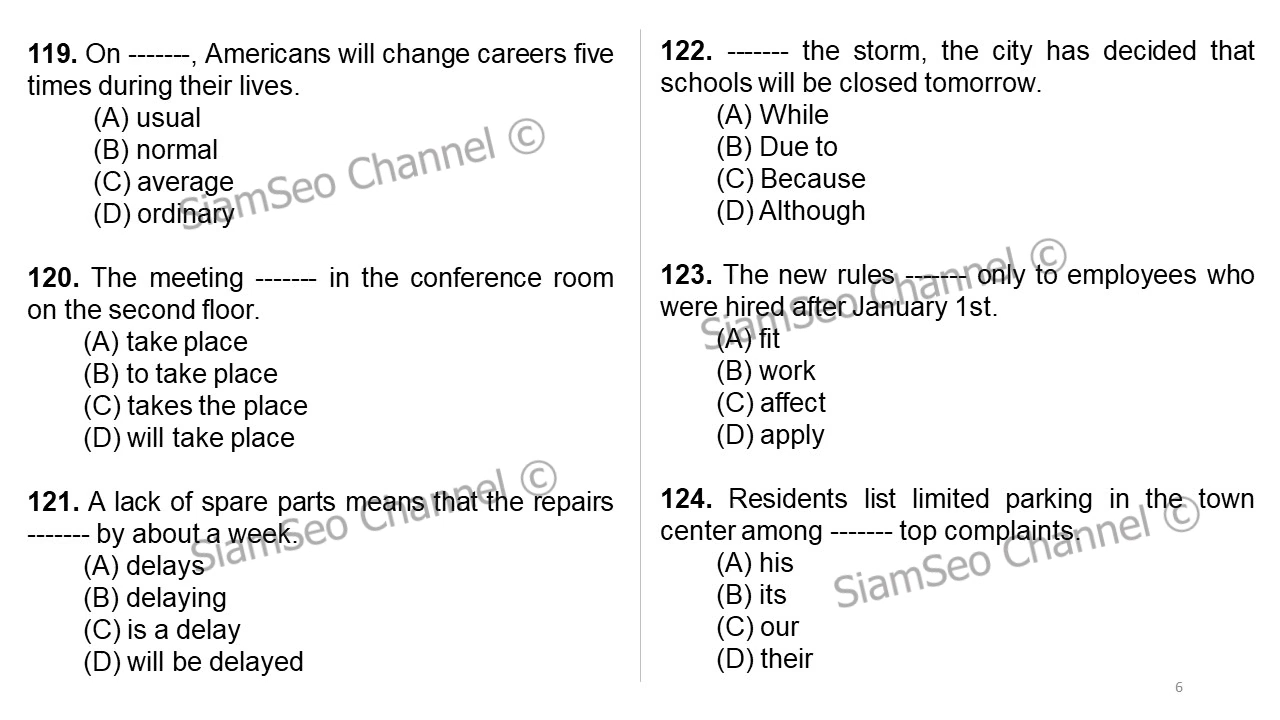 119. On -------, Americans will change careers five
times during their lives.
(A) usual
(B) normal
(C) average
(D) ordinary
SiamSeo Channel ©
120. The meeting ------- in the conference room
on the second floor.
(A) take place
(B) to take place
(C) takes the place
(D) will take place
121. A lack of spare parts means that the repairs
------- by about a week.
(A) delays
(B) delaying
(C) is a delay
(D) will be delayed
SiamSeo Channel ©
122. ------- the storm, the city has decided that
schools will be closed tomorrow.
(A) While
(B) Due to
(C) Because
(D) Although
123. The new rules ------- only to employees who
were hired after January 1st.
(A) fit
(B) work
(C) affect
(D) apply
SiamSeo Channel ©
124. Residents list limited parking in the town
center among ------- top complaints.
(A) his
(B) its
(C) our
(D) their
SiamSeo Channel ©
6